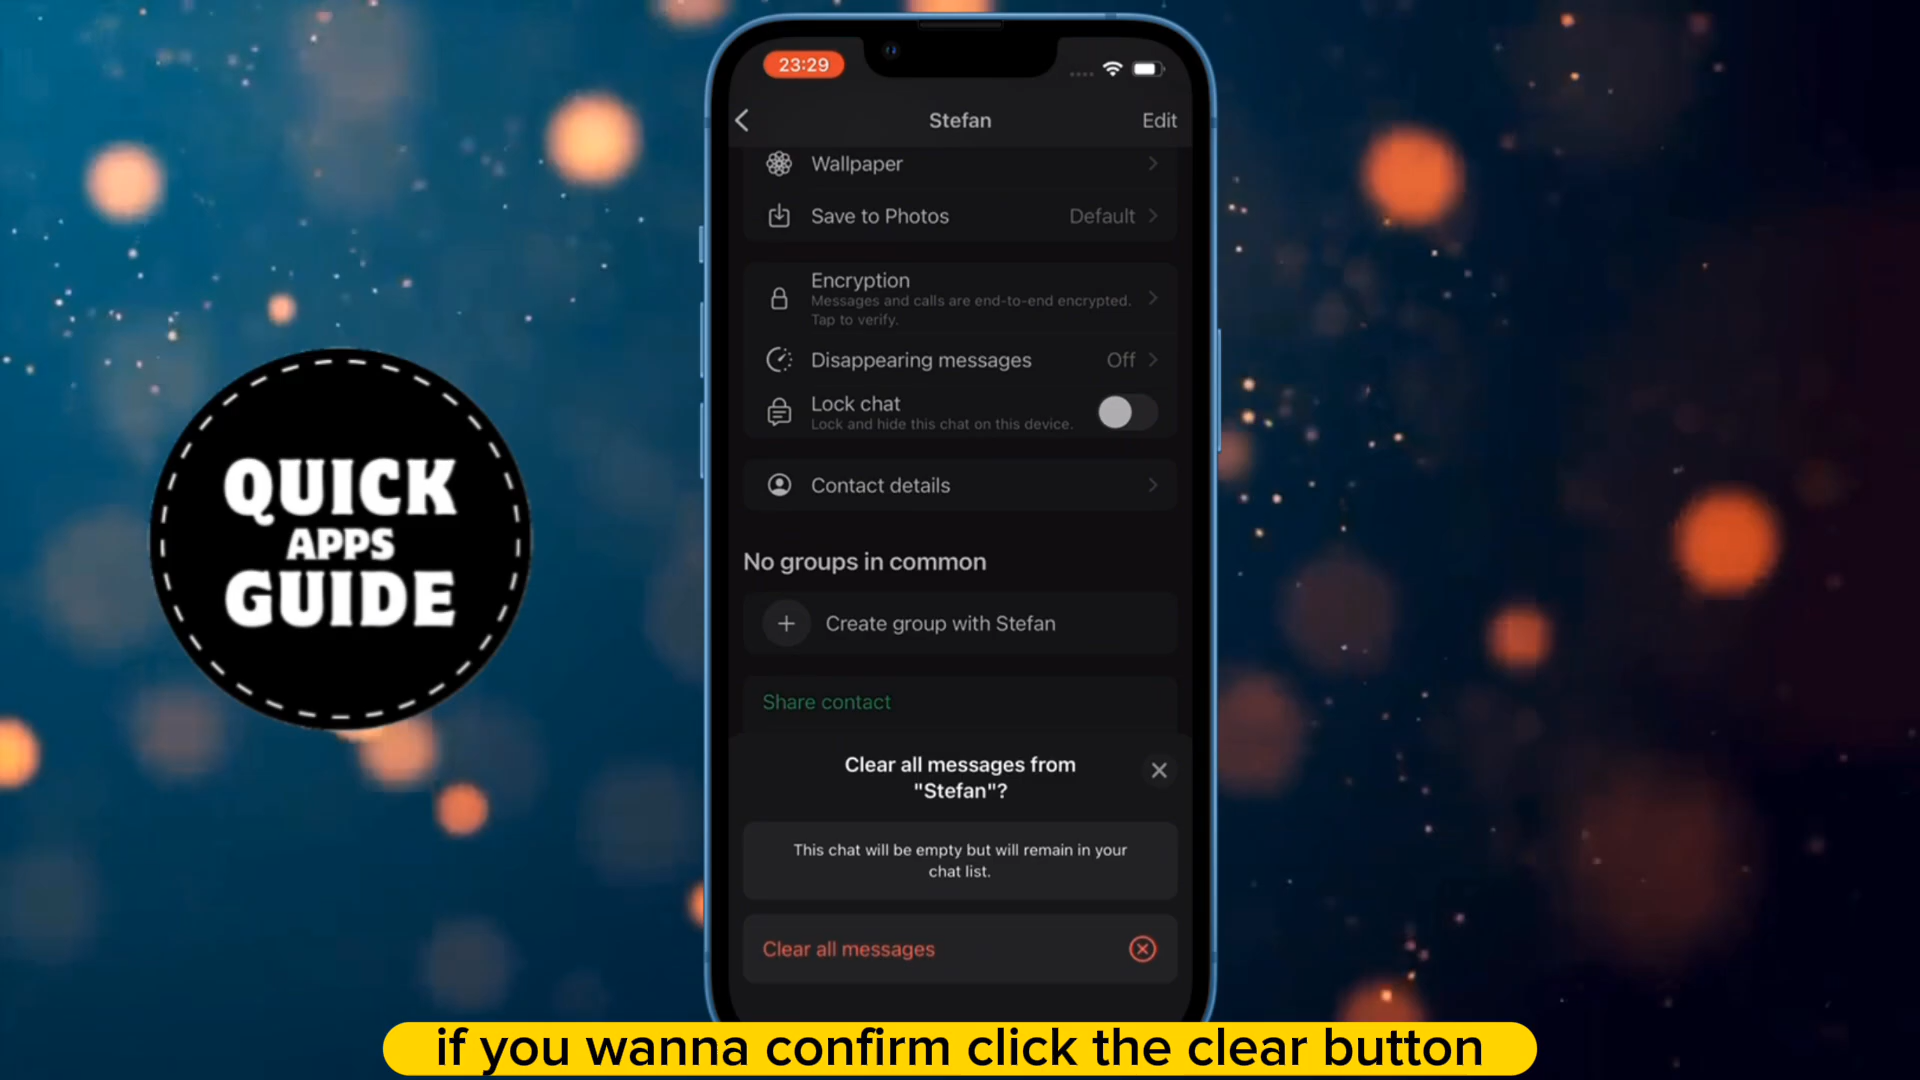 23:29
Stefan
Edit
Wallpaper
Save to Photos
Default
Encryption
Messages and calls are end-to-end encrypted.
Tap to verify.
Disappearing messages
Off
Lock chat
Lock and hide this chat on this device.
Contact details
No groups in common
Create group with Stefan
Share contact
Clear all messages from
"Stefan"?
This chat will be empty but will remain in your
chat list.
Clear all messages
QUICK
APPS
GUIDE
if you wanna confirm click the clear button